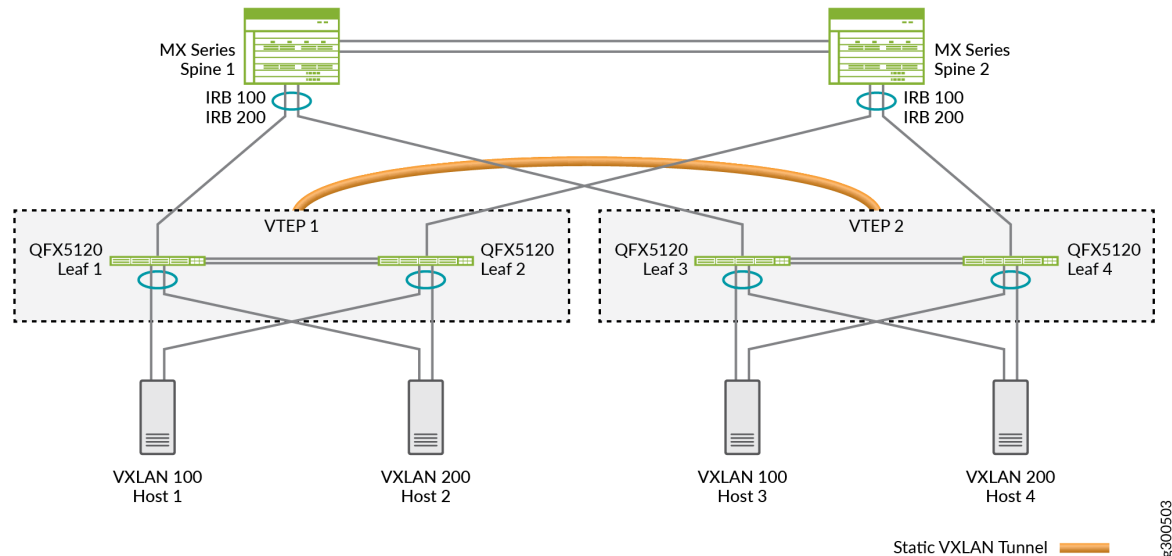 MX Series
Spine 1
MX Series
Spine 2
IRB 100
IRB 200
IRB 100
IRB 200
VTEP 1
VTEP 2
QFX5120
Leaf 1
QFX5120
Leaf 2
QFX5120
Leaf 3
QFX5120
Leaf 4
VXLAN 100
Host 1
VXLAN 200
Host 2
VXLAN 100
Host 3
VXLAN 200
Host 4
Static VXLAN Tunnel